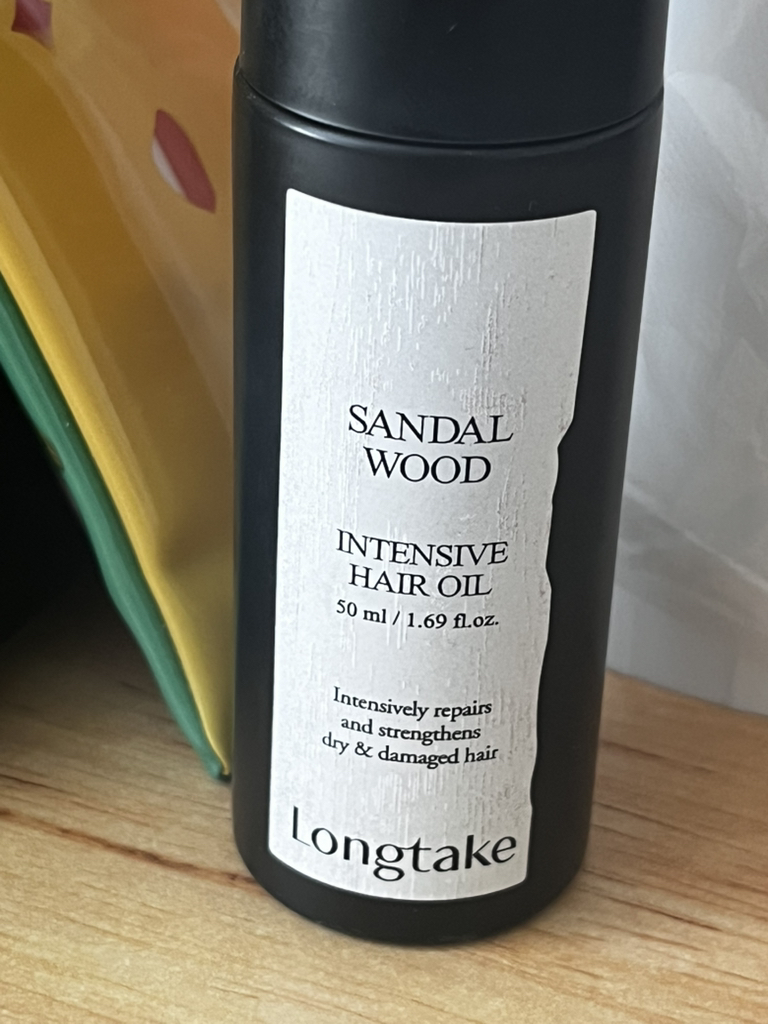 SANDAL
WOOD
INTENSIVE
HAIR OIL
50 ml / 1.69 fl.oz.
Intensively repairs
and strengthens
dry & damaged hair
Longtake